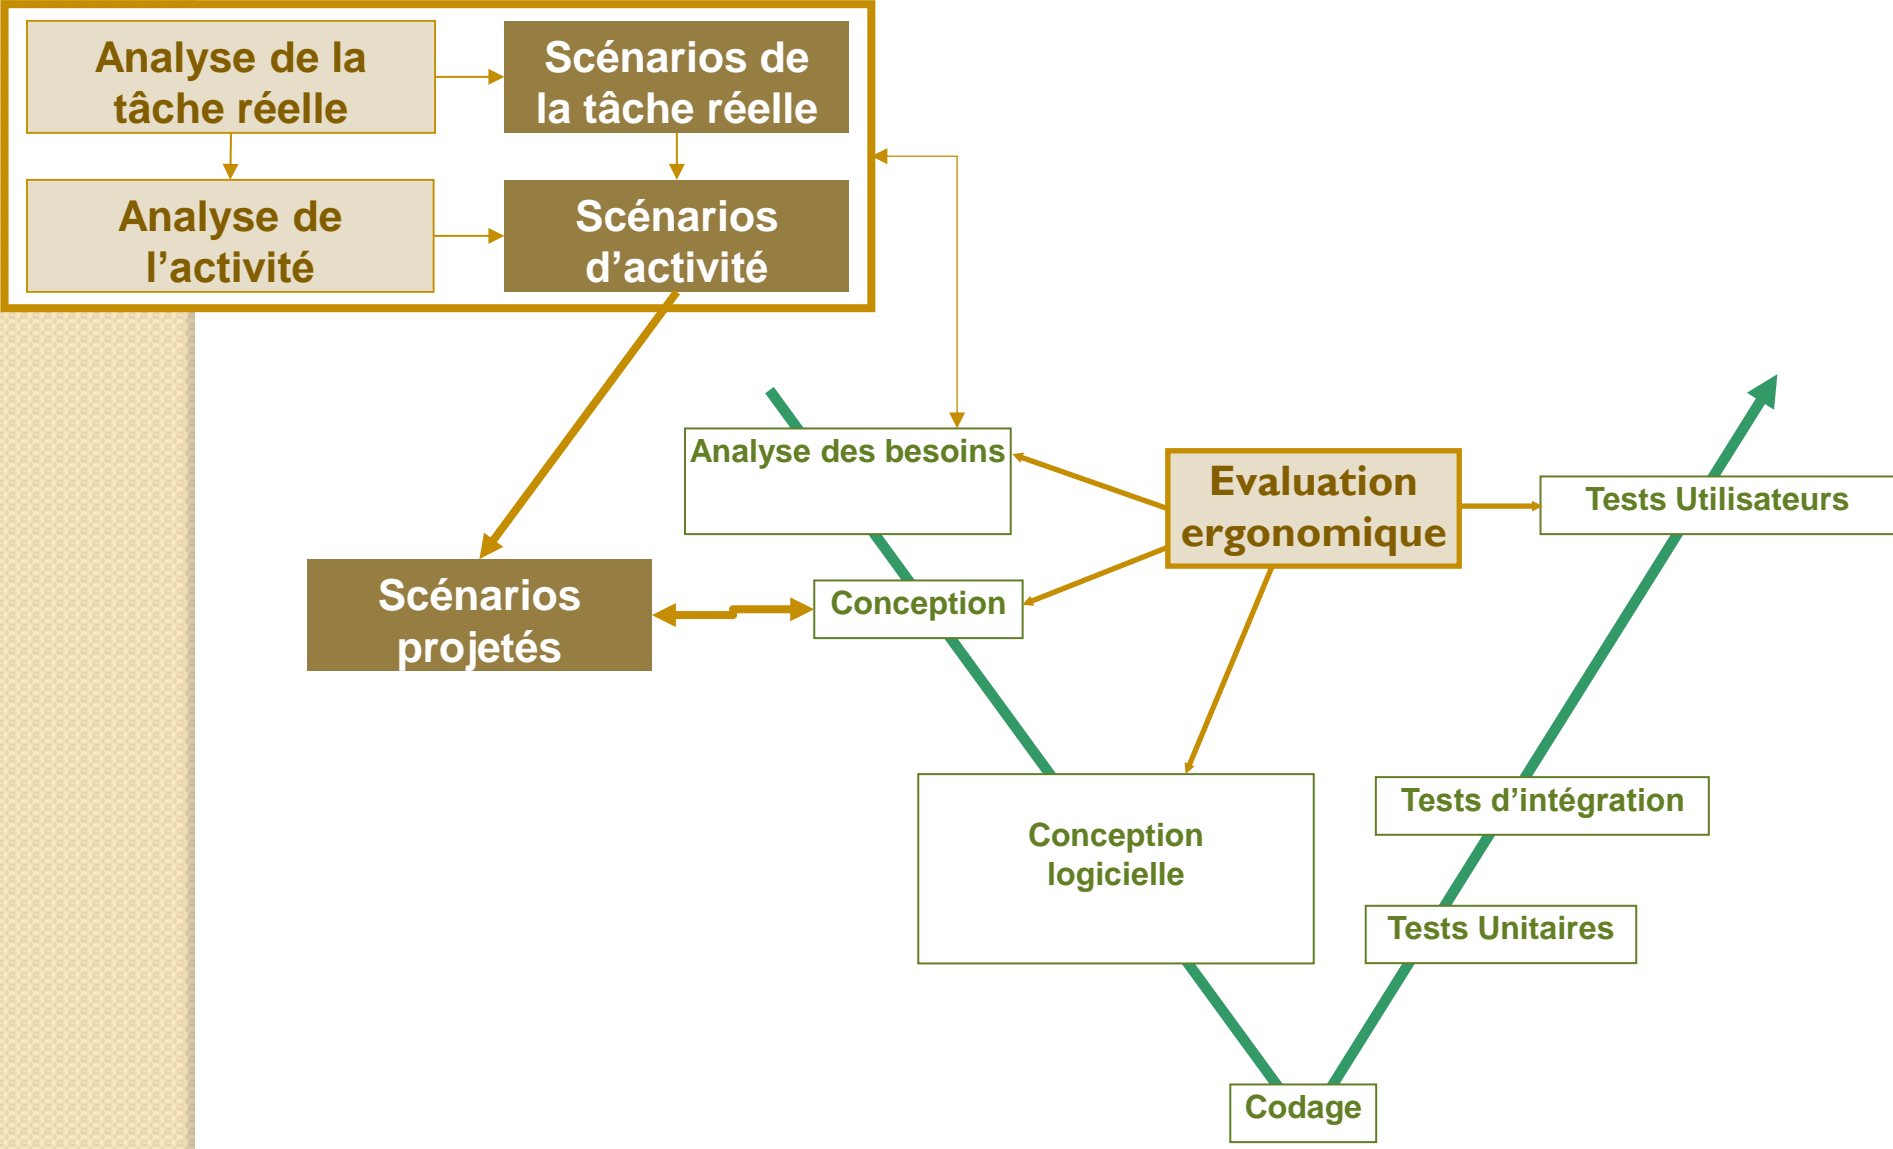 Analyse de la
tâche réelle
Scénarios de
la tâche réelle
Analyse de
l’activité
Scénarios
d’activité
Analyse des besoins
Evaluation
ergonomique
Tests Utilisateurs
Scénarios
projetés
Conception
Conception
logicielle
Tests d’intégration
Tests Unitaires
Codage